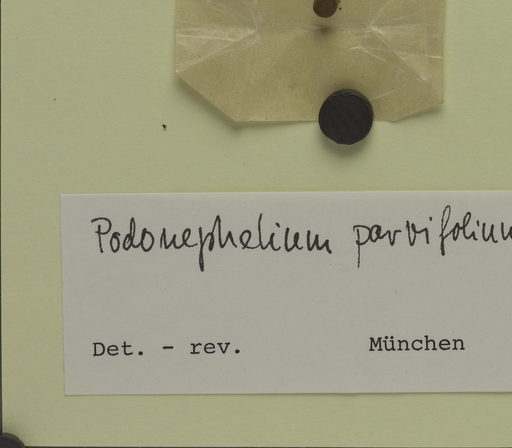 Podonephelium parvifolium
Det. - rev. München